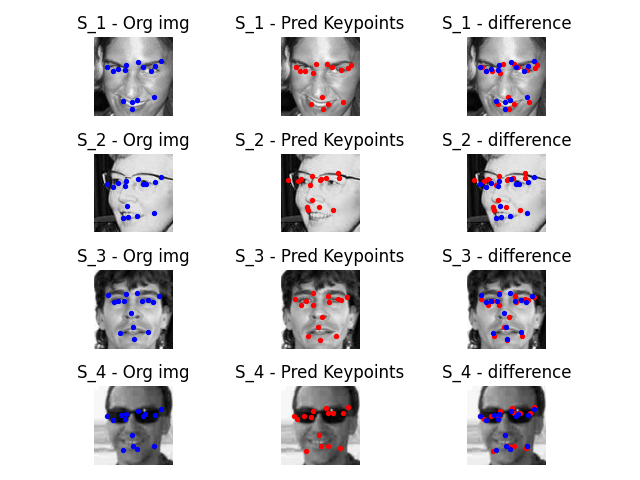 S_1 - Org img S_1 - Pred Keypoints S_1 - difference
S_2 - Org img S_2 - Pred Keypoints S_2 - difference
S_3 - Org img S_3 - Pred Keypoints S_3 - difference
S_4 - Org img S_4 - Pred Keypoints S_4 - difference